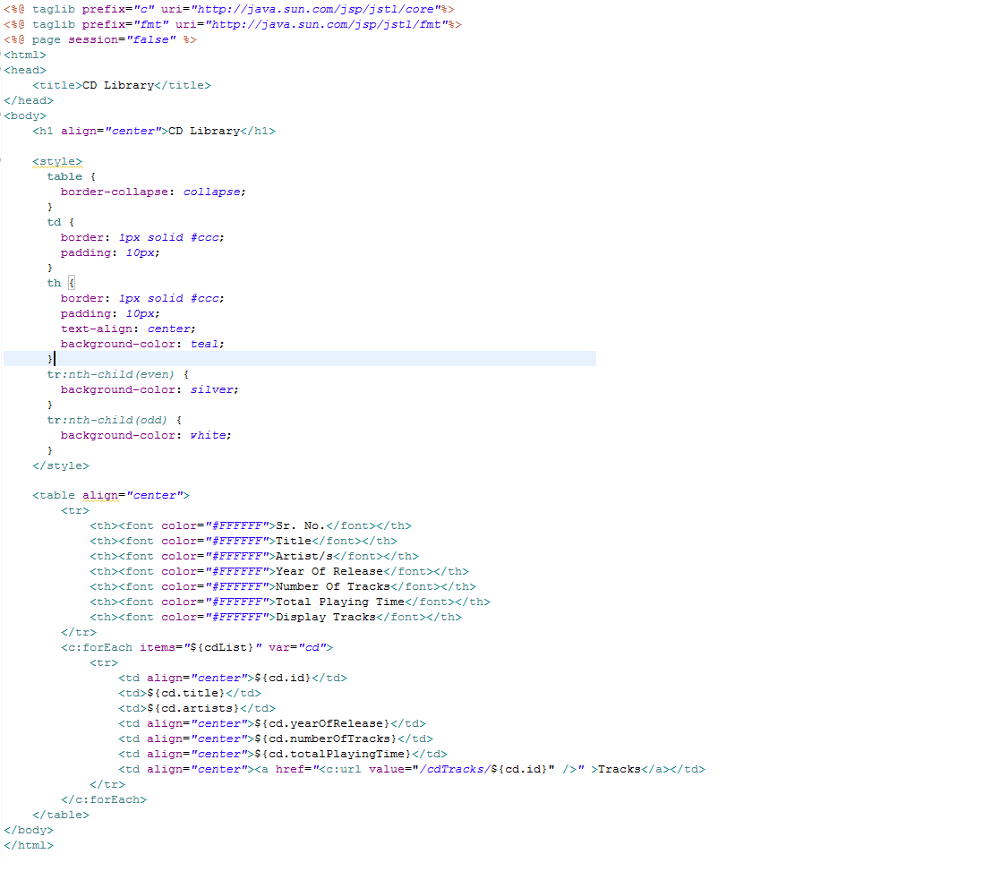 <%@ taglib prefix="c" uri="http://java.sun.com/jsp/jstl/core"%>
<%@ taglib prefix="fmt" uri="http://java.sun.com/jsp/jstl/fmt"%>
<%@ page session="false" %>
<html>
<head>
    <title>CD Library</title>
</head>
<body>
    <h1 align="center">CD Library</h1>

    <style>
      table {
        border-collapse: collapse;
      }
      td {
        border: 1px solid #ccc;
        padding: 10px;
      }
      th {
        border: 1px solid #ccc;
        padding: 10px;
        text-align: center;
        background-color: teal;
      }
      tr:nth-child(even) {
        background-color: silver;
      }
      tr:nth-child(odd) {
        background-color: white;
      }
    </style>

    <table align="center">
        <tr>
            <th><font color="#FFFFFF">Sr. No.</font></th>
            <th><font color="#FFFFFF">Title</font></th>
            <th><font color="#FFFFFF">Artist/s</font></th>
            <th><font color="#FFFFFF">Year Of Release</font></th>
            <th><font color="#FFFFFF">Number Of Tracks</font></th>
            <th><font color="#FFFFFF">Total Playing Time</font></th>
            <th><font color="#FFFFFF">Display Tracks</font></th>
        </tr>
        <c:forEach items="${cdList}" var="cd">
            <tr>
                <td align="center">${cd.id}</td>
                <td>${cd.title}</td>
                <td>${cd.artists}</td>
                <td align="center">${cd.yearOfRelease}</td>
                <td align="center">${cd.numberOfTracks}</td>
                <td align="center">${cd.totalPlayingTime}</td>
                <td align="center"><a href="<c:url value="/cdTracks/${cd.id}" />" >Tracks</a></td>
            </tr>
        </c:forEach>
    </table>
</body>
</html>